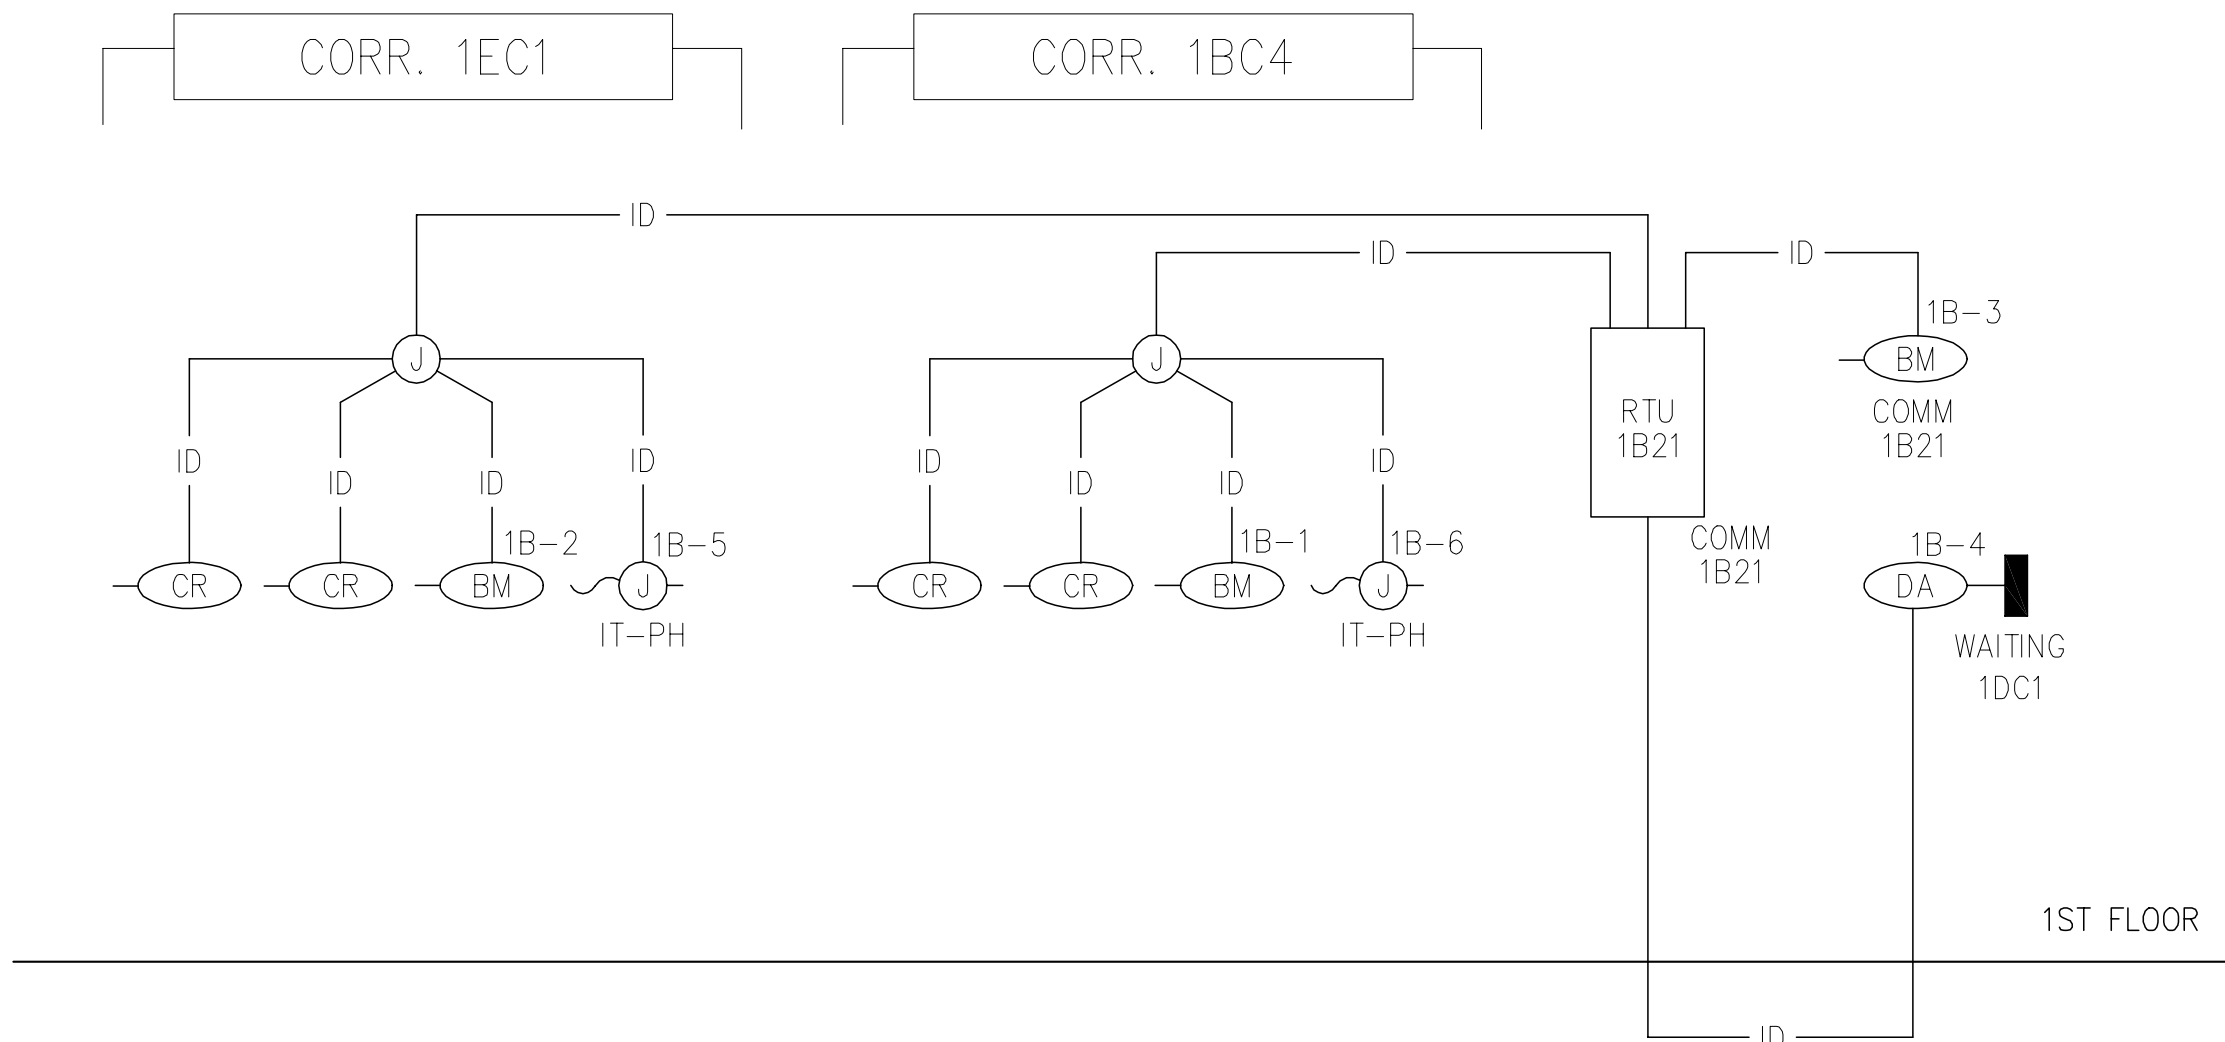 CORR. 1EC1
CORR. 1BC4
ID
ID
ID
1B-3
J
J
BM
RTU
1B21
COMM
1B21
ID
ID
ID
ID
ID
ID
ID
ID
1B-2
1B-5
1B-1
1B-6
COMM
1B21
1B-4
CR
CR
BM
J
CR
CR
BM
J
DA
IT-PH
IT-PH
WAITING
1DC1
1ST FLOOR
ID